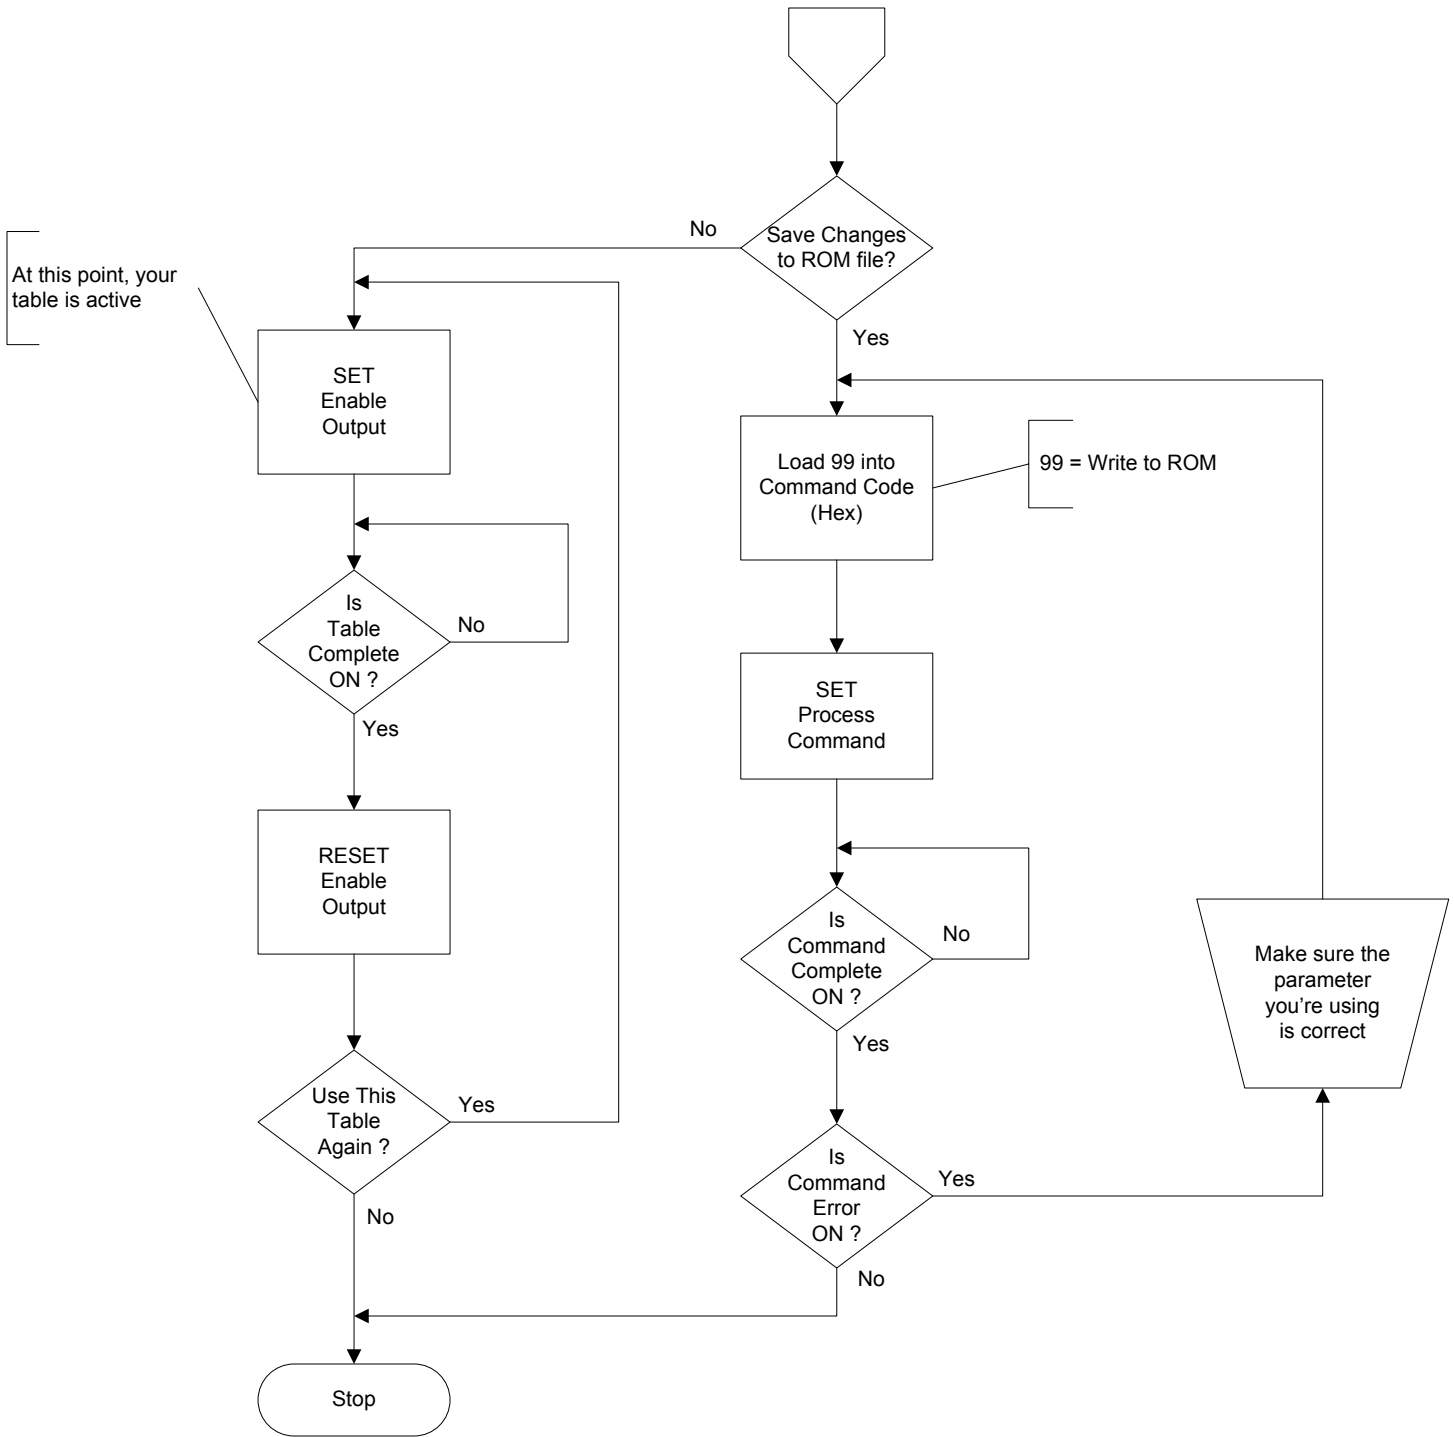 Save Changes
to ROM file?
No
Yes
At this point, your
table is active
SET
Enable
Output
Is
Table
Complete
ON ?
No
Yes
RESET
Enable
Output
Use This
Table
Again ?
Yes
No
Load 99 into
Command Code
(Hex)
99 = Write to ROM
SET
Process
Command
Is
Command
Complete
ON ?
No
Yes
Is
Command
Error
ON ?
Yes
No
Make sure the
parameter
you're using
is correct
Stop